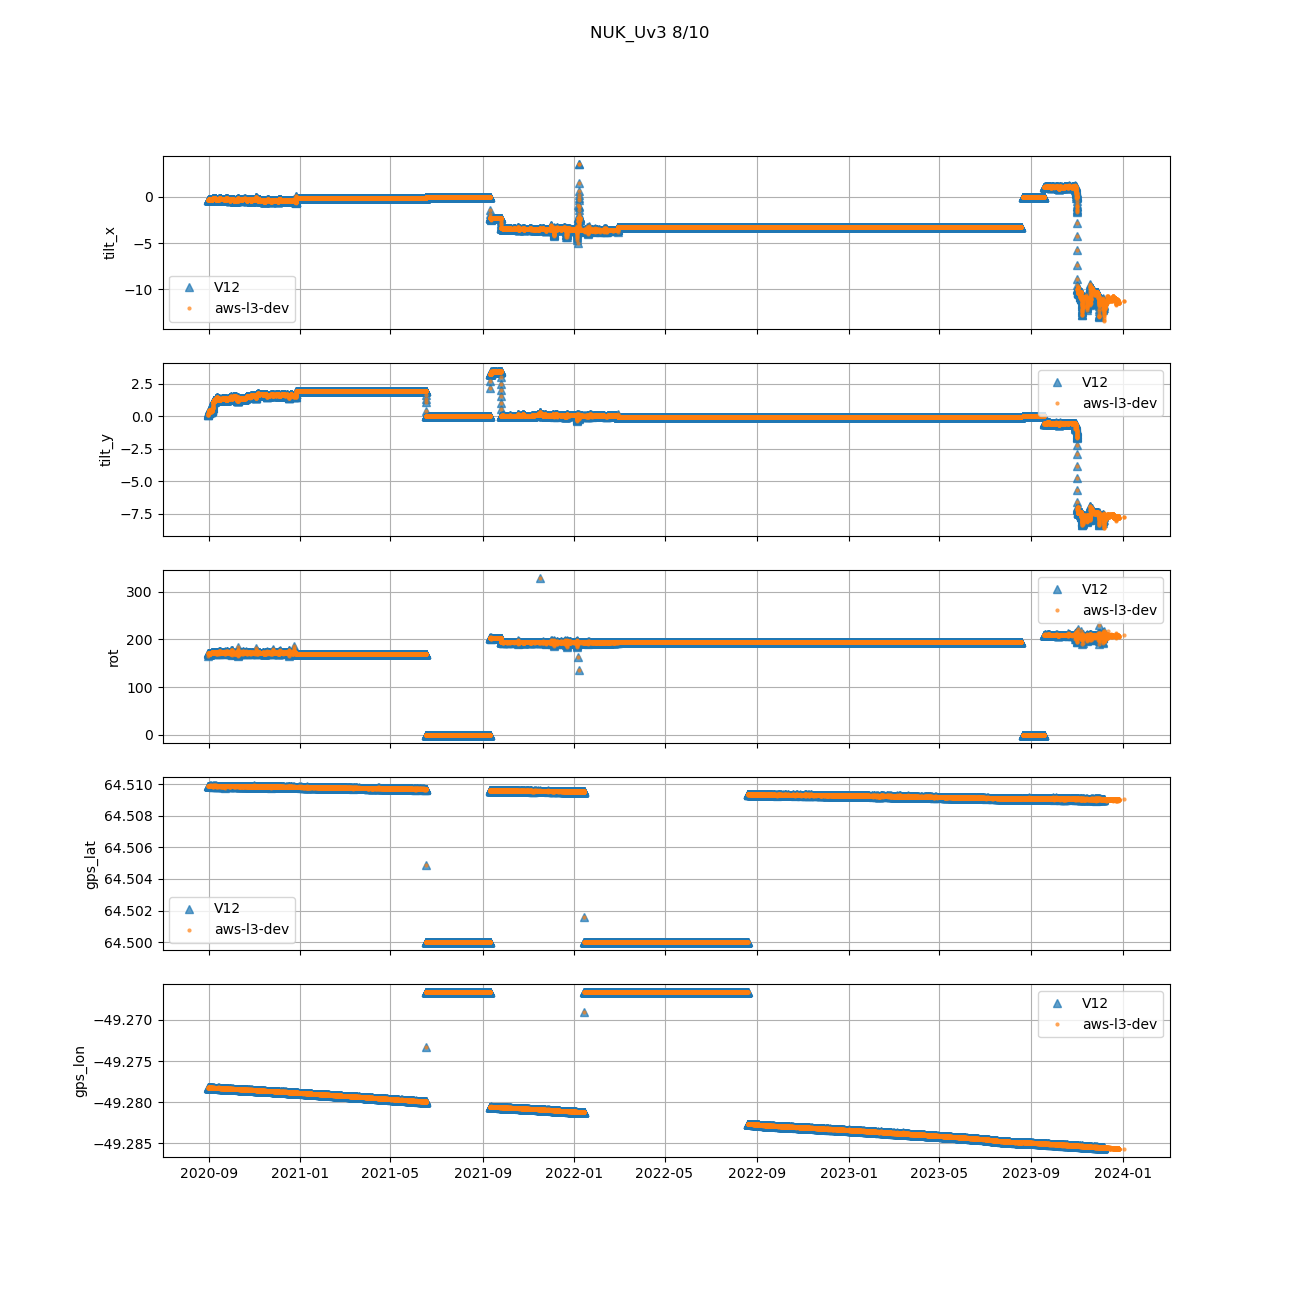 NUK_Uv3 8/10
0
−5
−10
tilt_x
V12
aws-l3-dev
2.5
0.0
−2.5
−5.0
−7.5
tilt_y
V12
aws-l3-dev
300
200
100
0
rot
V12
aws-l3-dev
64.510
64.508
64.506
64.504
64.502
64.500
gps_lat
V12
aws-l3-dev
−49.270
−49.275
−49.280
−49.285
gps_lon
V12
aws-l3-dev
2020-09 2021-01 2021-05 2021-09 2022-01 2022-05 2022-09 2023-01 2023-05 2023-09 2024-01